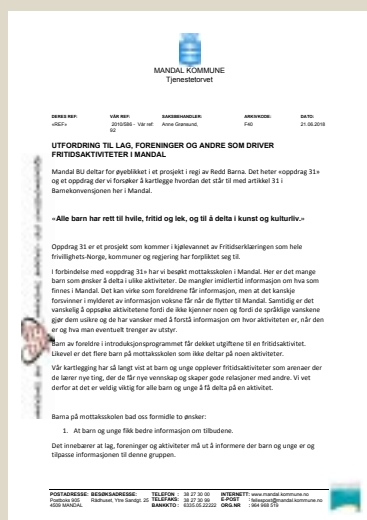 MANDAL KOMMUNE
Tjenestetorvet
DERES REF: VÅR REF: SAKSBEHANDLER: ARKIVKODE: DATO:
«REF» 2010/586 - Vår ref: Anne Grønsund, F40 21.06.2018
92
UTFORDRING TIL LAG, FORENINGER OG ANDRE SOM DRIVER
FRITIDSAKTIVITETER I MANDAL
Mandal BU deltar for øyeblikket i et prosjekt i regi av Redd Barna. Det heter «oppdrag 31»
og et oppdrag der vi forsøker å kartlegge hvordan det står til med artikkel 31 i
Barnekonvensjonen her i Mandal.
«Alle barn har rett til hvile, fritid og lek, og til å delta i kunst og kulturliv.»
Oppdrag 31 er et prosjekt som kommer i kjølevannet av Fritidserklæringen som hele
frivillighets-Norge, kommuner og regjering har forpliktet seg til.
I forbindelse med «oppdrag 31» har vi besøkt mottaksskolen i Mandal. Her er det mange
barn som ønsker å delta i ulike aktiviteter. De mangler imidlertid informasjon om hva som
finnes i Mandal. Det kan virke som foreldrene får informasjon, men at det kanskje
forsvinner i mylderet av informasjon voksne får når de flytter til Mandal. Samtidig er det
vanskelig å oppsøke aktivitetene fordi de ikke kjenner noen og fordi de språklige vanskene
gjør dem usikre og de har vansker med å forstå informasjon om hvor aktiviteten er, når den
er og hva man eventuelt trenger av utstyr.
Barn av foreldre i introduksjonsprogrammet får dekket utgiftene til en fritidsaktivitet.
Likevel er det flere barn på mottaksskolen som ikke deltar på noen aktiviteter.
Vår kartlegging har så langt vist at barn og unge opplever fritidsaktiviteter som arenaer der
de lærer nye ting, der de får nye vennskap og skaper gode relasjoner med andre. Vi vet
derfor at det er veldig viktig for alle barn og unge å få delta på en aktivitet.
Barna på mottaksskolen bad oss formidle to ønsker:
1. At barn og unge fikk bedre informasjon om tilbudene.
Det innebærer at lag, foreninger og aktiviteter må ut å informere der barn og unge er og
tilpasse informasjonen til denne gruppen.
POSTADRESSE: BESØKSADRESSE: TELEFON : 38 27 30 00 INTERNETT: www.mandal.kommune.no
Postboks 905 Rådhuset, Ytre Sandgt. 25 TELEFAKS: 38 27 30 99 E-POST : fellespost@mandal.kommune.no
4509 MANDAL BANKKTO : 6335.05.22222 ORG.NR : 964 968 519